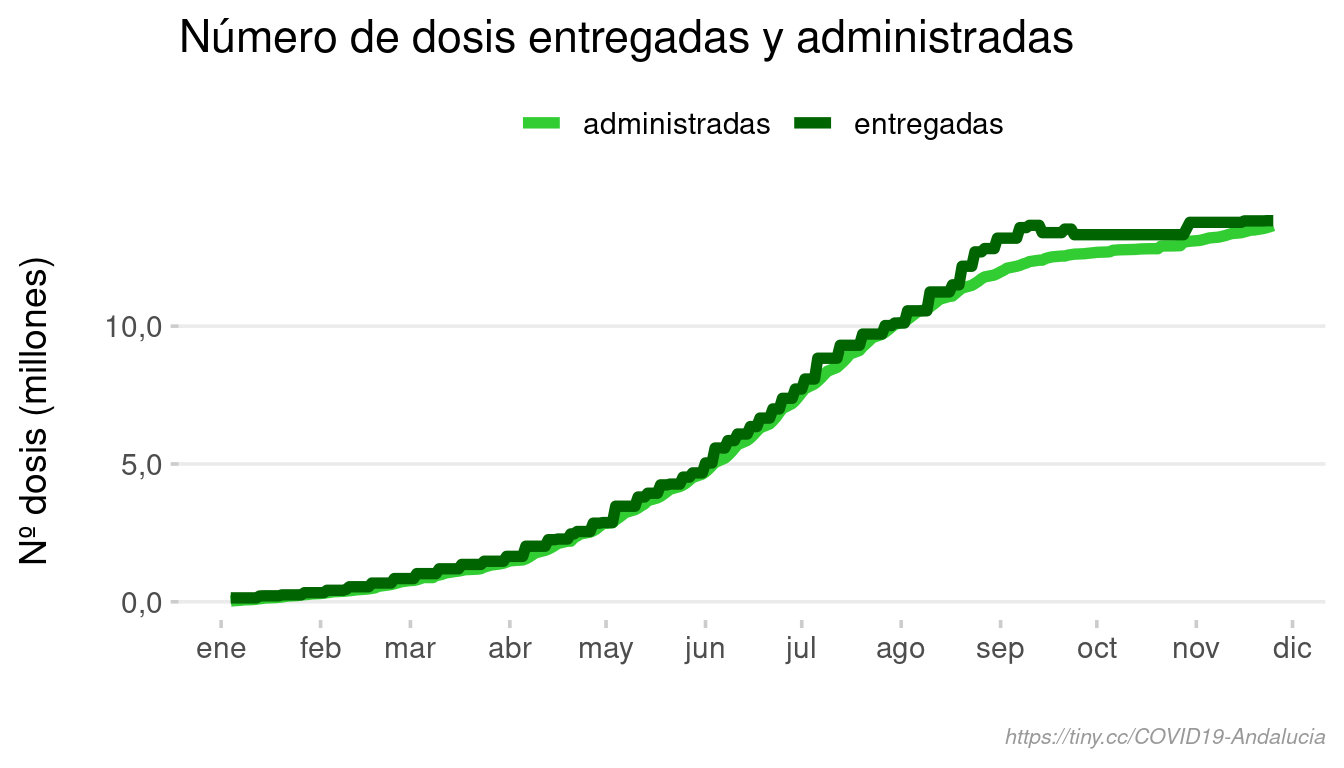 Número de dosis entregadas y administradas
administradas entregadas
Nº dosis (millones)
10,0
5,0
0,0
ene feb mar abr may jun jul ago sep oct nov dic
https://tiny.cc/COVID19-Andalucia